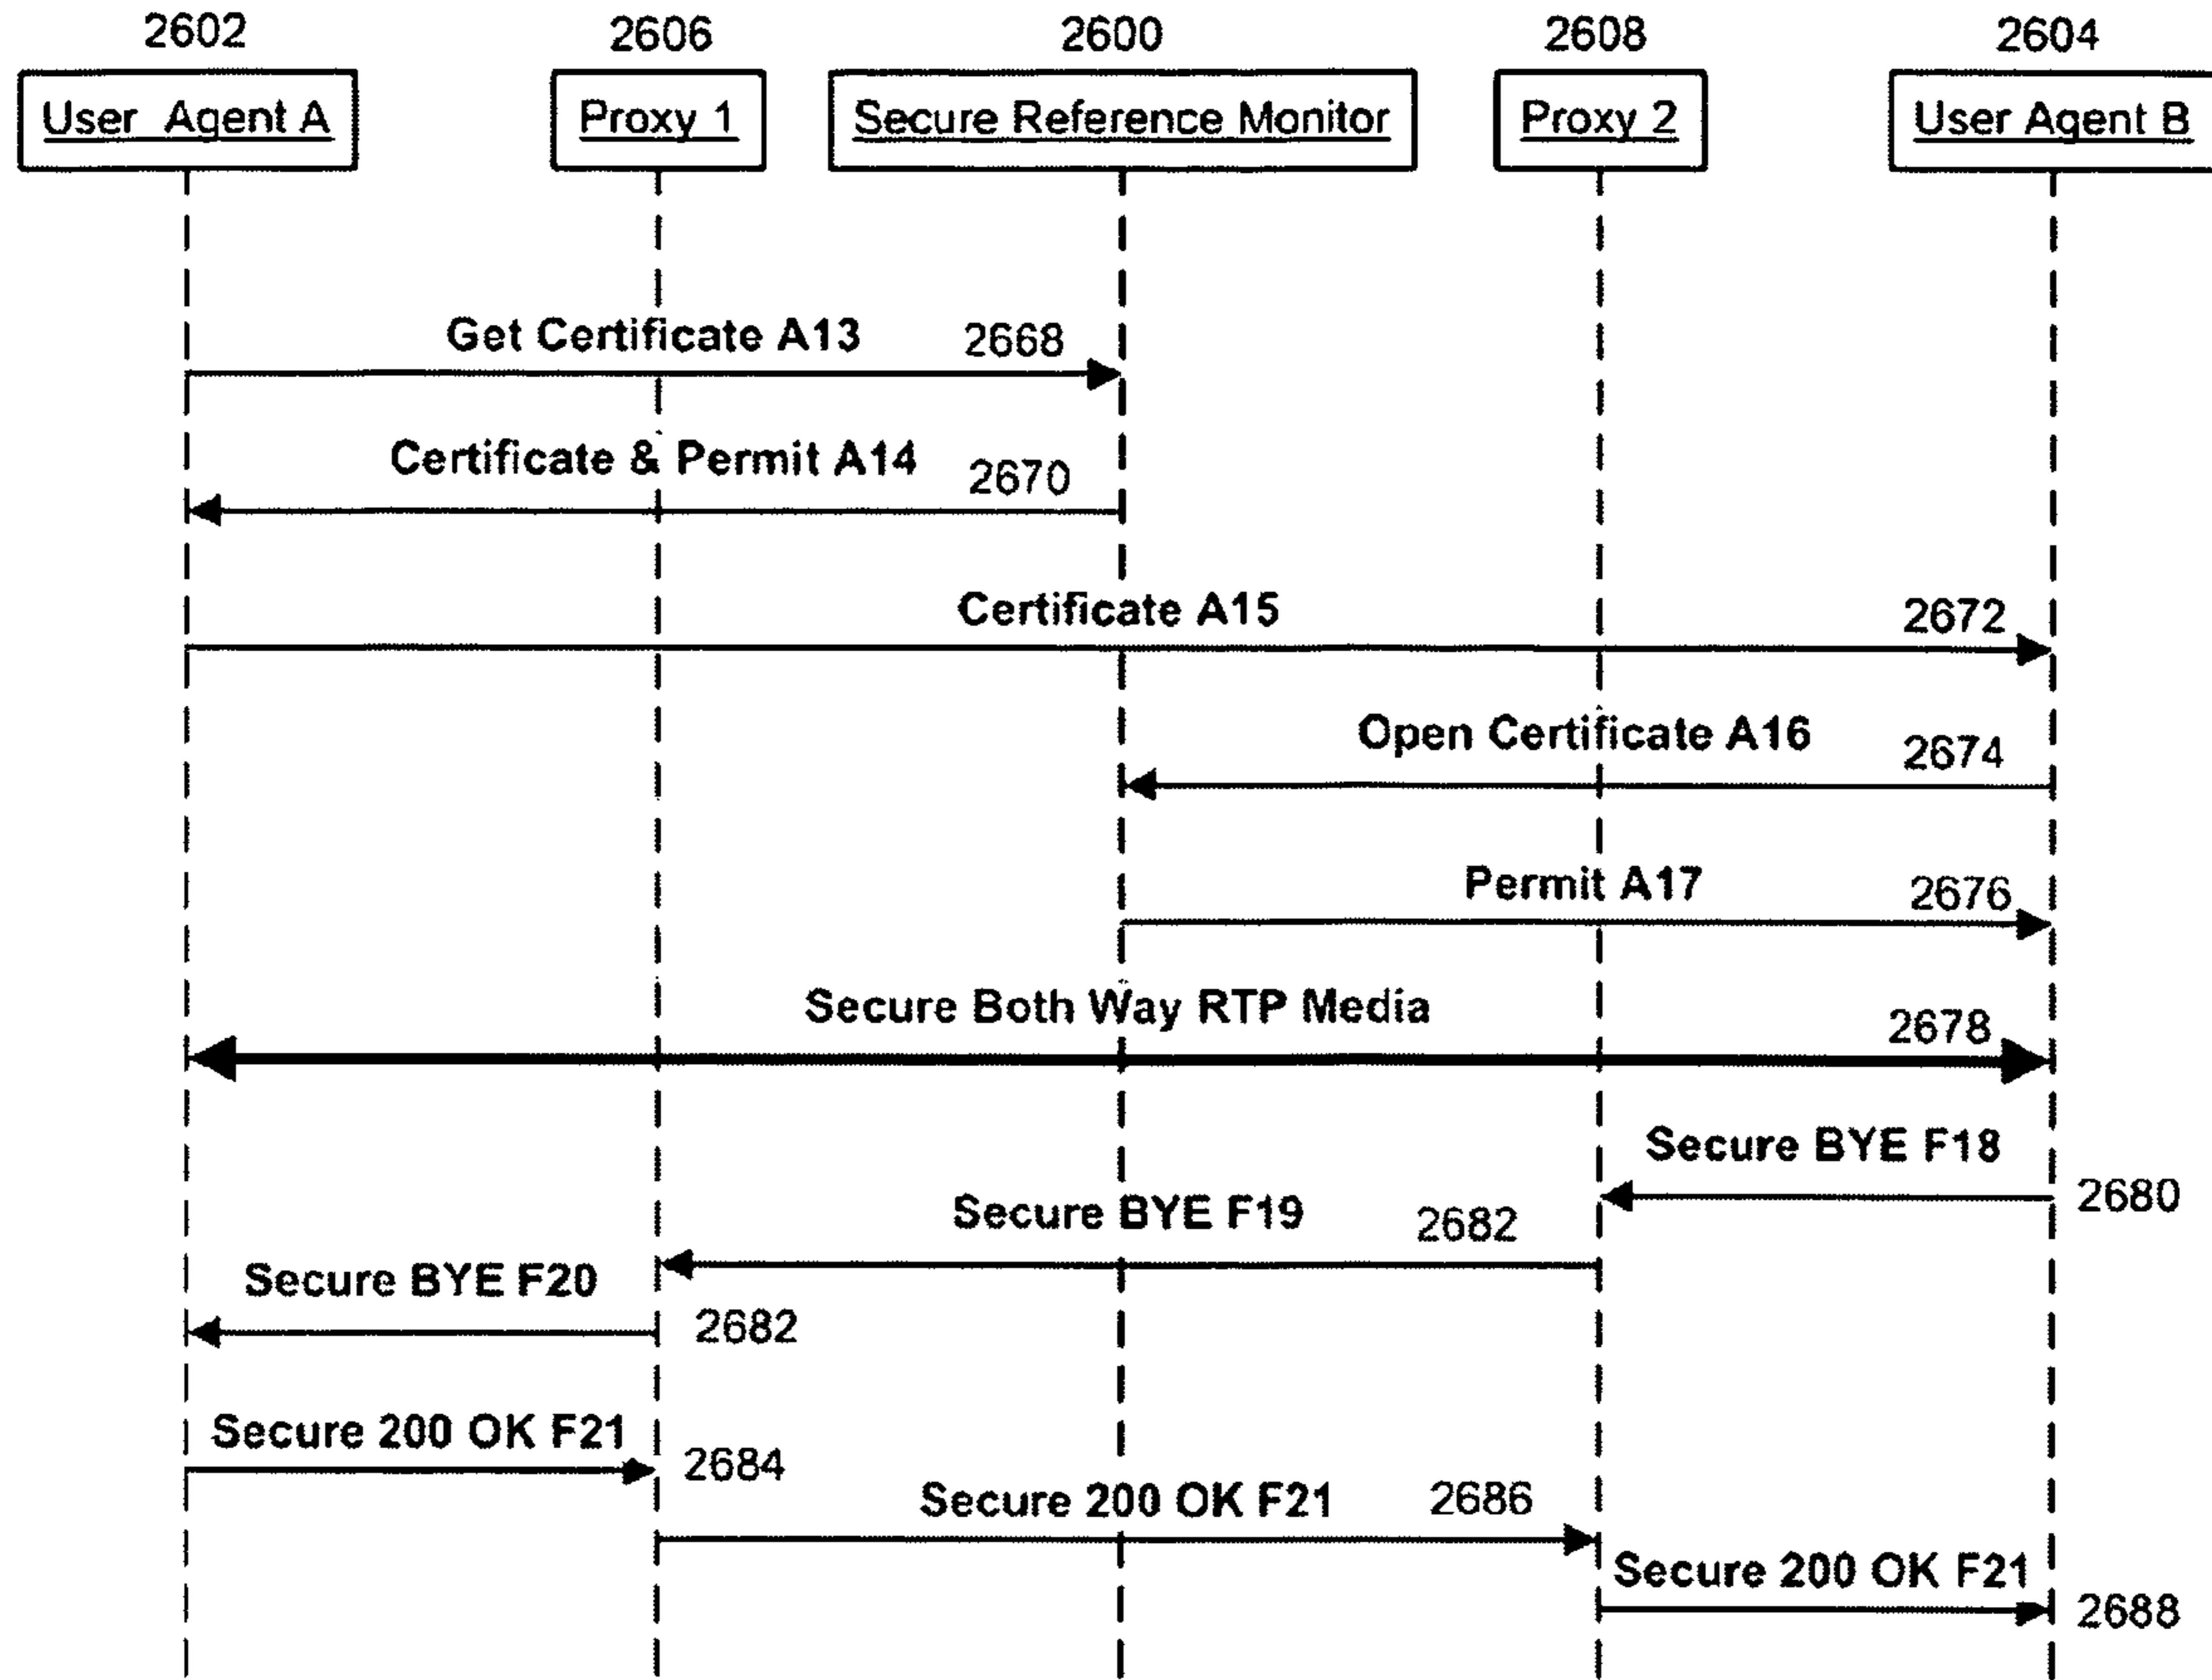 2602 2606 2600 2608 2604
User Agent A Proxy 1 Secure Reference Monitor Proxy 2 User Agent B
Get Certificate A13 2668
Certificate & Permit A14 2670
Certificate A15 2672
Open Certificate A16 2674
Permit A17 2676
Secure Both Way RTP Media 2678
Secure BYE F18 2680
Secure BYE F19 2682
Secure BYE F20 2682
Secure 200 OK F21 2684
Secure 200 OK F21 2686
Secure 200 OK F21 2688